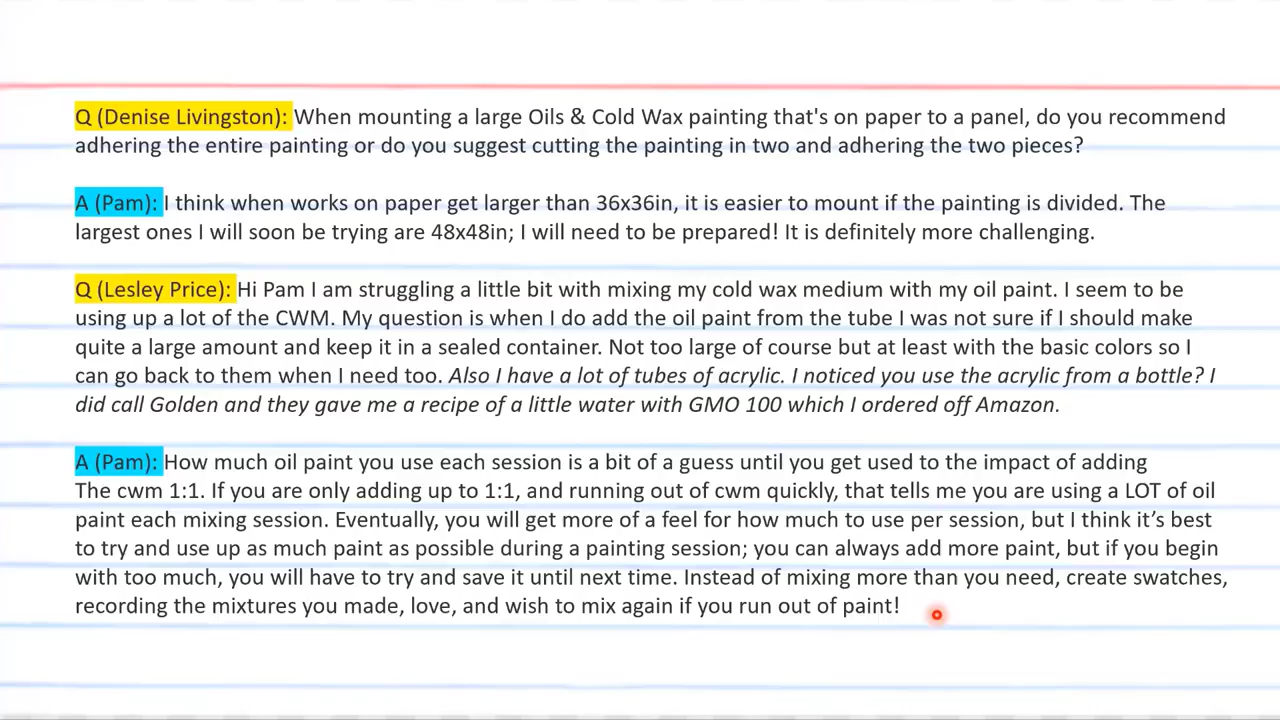 Q (Denise Livingston): When mounting a large Oils & Cold Wax painting that's on paper to a panel, do you recommend
adhering the entire painting or do you suggest cutting the painting in two and adhering the two pieces?
A (Pam): I think when works on paper get larger than 36x36in, it is easier to mount if the painting is divided. The
largest ones I will soon be trying are 48x48in; I will need to be prepared! It is definitely more challenging.
Q (Lesley Price): Hi Pam I am struggling a little bit with mixing my cold wax medium with my oil paint. I seem to be
using up a lot of the CWM. My question is when I do add the oil paint from the tube I was not sure if I should make
quite a large amount and keep it in a sealed container. Not too large of course but at least with the basic colors so I
can go back to them when I need too. Also I have a lot of tubes of acrylic. I noticed you use the acrylic from a bottle? I
did call Golden and they gave me a recipe of a little water with GMO 100 which I ordered off Amazon.
A (Pam): How much oil paint you use each session is a bit of a guess until you get used to the impact of adding
The cwm 1:1. If you are only adding up to 1:1, and running out of cwm quickly, that tells me you are using a LOT of oil
paint each mixing session. Eventually, you will get more of a feel for how much to use per session, but I think it’s best
to try and use up as much paint as possible during a painting session; you can always add more paint, but if you begin
with too much, you will have to try and save it until next time. Instead of mixing more than you need, create swatches,
recording the mixtures you made, love, and wish to mix again if you run out of paint!